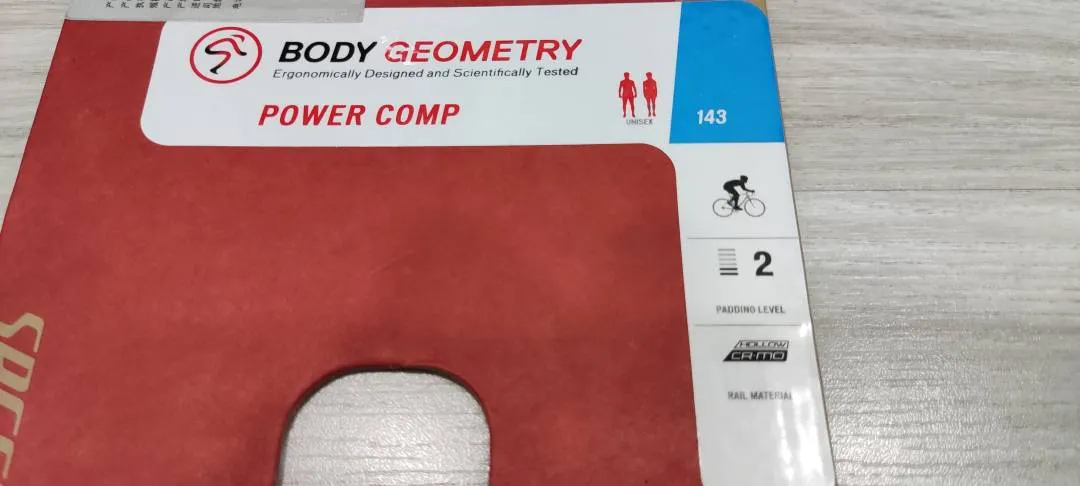 BODY GEOMETRY
Ergonomically Designed and Scientifically Tested
POWER COMP
UNISEX
143
2
PADDING LEVEL
HOLLOW
CR-MO
RAIL MATERIAL